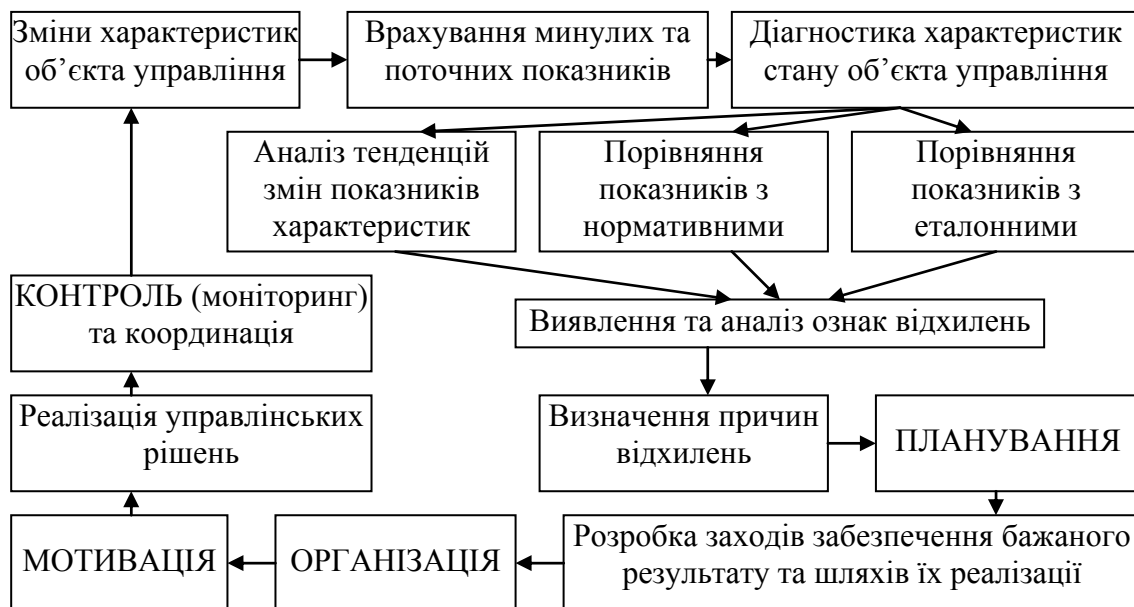 Зміни характеристик
об’єкта управління
Врахування минулих та
поточних показників
Діагностика характеристик
стану об’єкта управління
Аналіз тенденцій
змін показників
характеристик
Порівняння
показників з
нормативними
Порівняння
показників з
еталонними
КОНТРОЛЬ (моніторинг)
та координація
Виявлення та аналіз ознак відхилень
Реалізація управлінських
рішень
Визначення причин
відхилень
ПЛАНУВАННЯ
МОТИВАЦІЯ
ОРГАНІЗАЦІЯ
Розробка заходів забезпечення бажаного
результату та шляхів їх реалізації